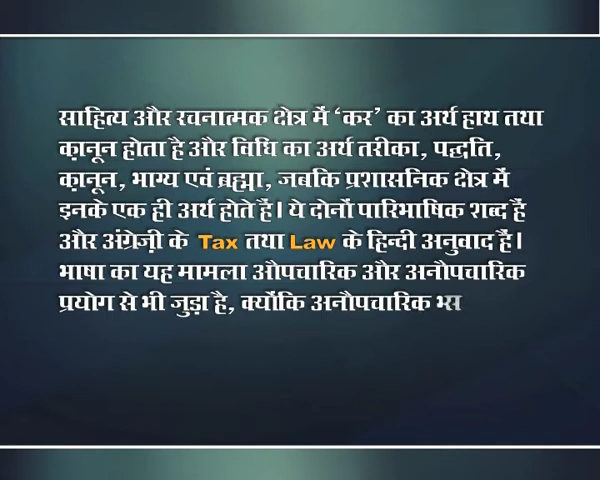 साहित्य और रचनात्मक क्षेत्र में ‘कर’ का अर्थ हाथ तथा
क़ानून होता है और विधि का अर्थ तरीका, पद्धति,
क़ानून, भाग्य एवं ब्रह्मा, जबकि प्रशासनिक क्षेत्र में
इनके एक ही अर्थ होते हैं। ये दोनों पारिभाषिक शब्द हैं
और अंग्रेज़ी के Tax तथा Law के हिन्दी अनुवाद हैं।
भाषा का यह मामला औपचारिक और अनौपचारिक
प्रयोग से भी जुड़ा है, क्योंकि अनौपचारिक